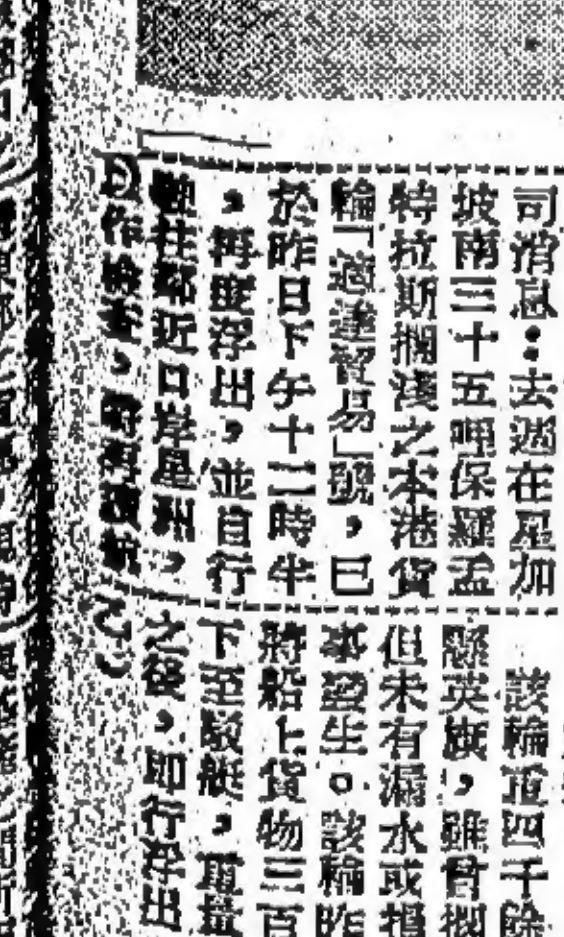 司消息：去週在星加
坡南三十五哩保羅孟
特拉斯擱淺之本港貨
輪「適達貿易」號，已
於昨日下午十二時半
，再度浮出，並自行
駛往鄰近口岸星洲，
以作檢查，
該輪重四千餘
懸英旗，雖曾擱
但未有漏水或損
事發生。該輪昨
將船上貨物三百
下至駁艇，重量
之後，即行浮出